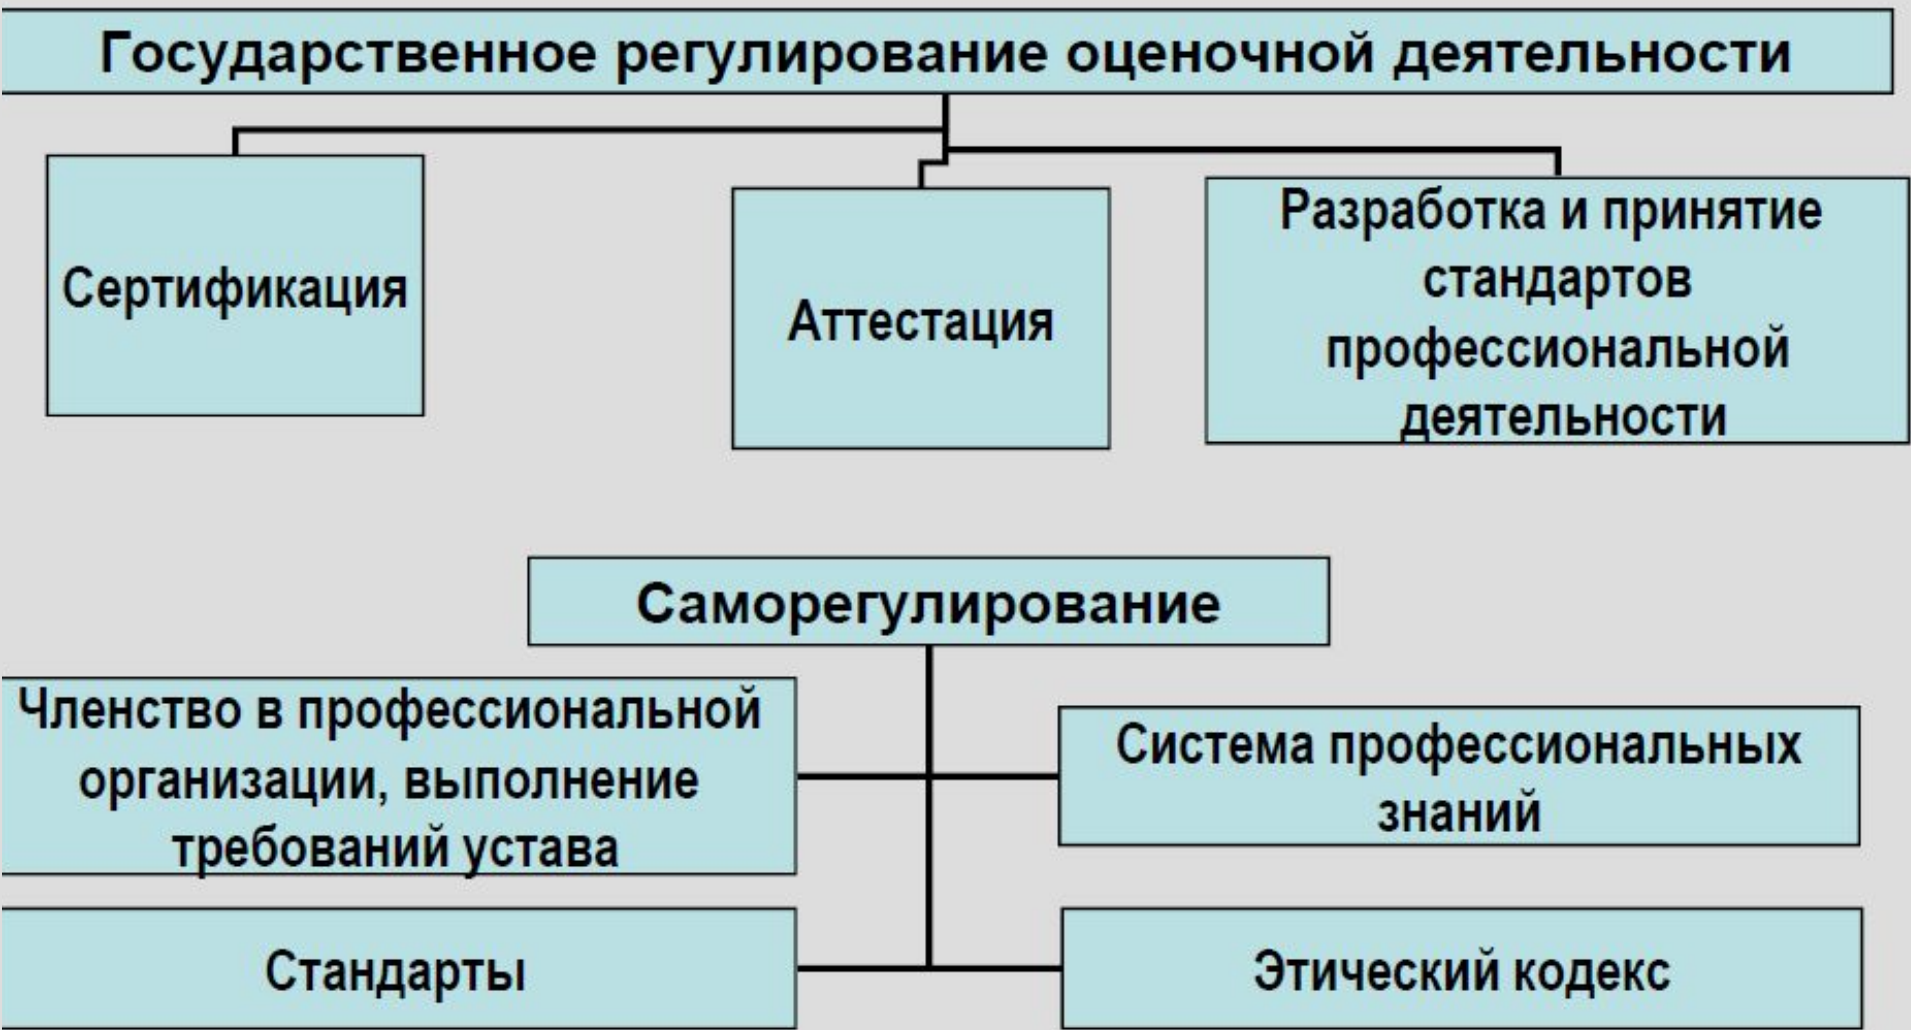 Государственное регулирование оценочной деятельности
Сертификация
Аттестация
Разработка и принятие
стандартов
профессиональной
деятельности
Саморегулирование
Членство в профессиональной
организации, выполнение
требований устава
Система профессиональных
знаний
Стандарты
Этический кодекс